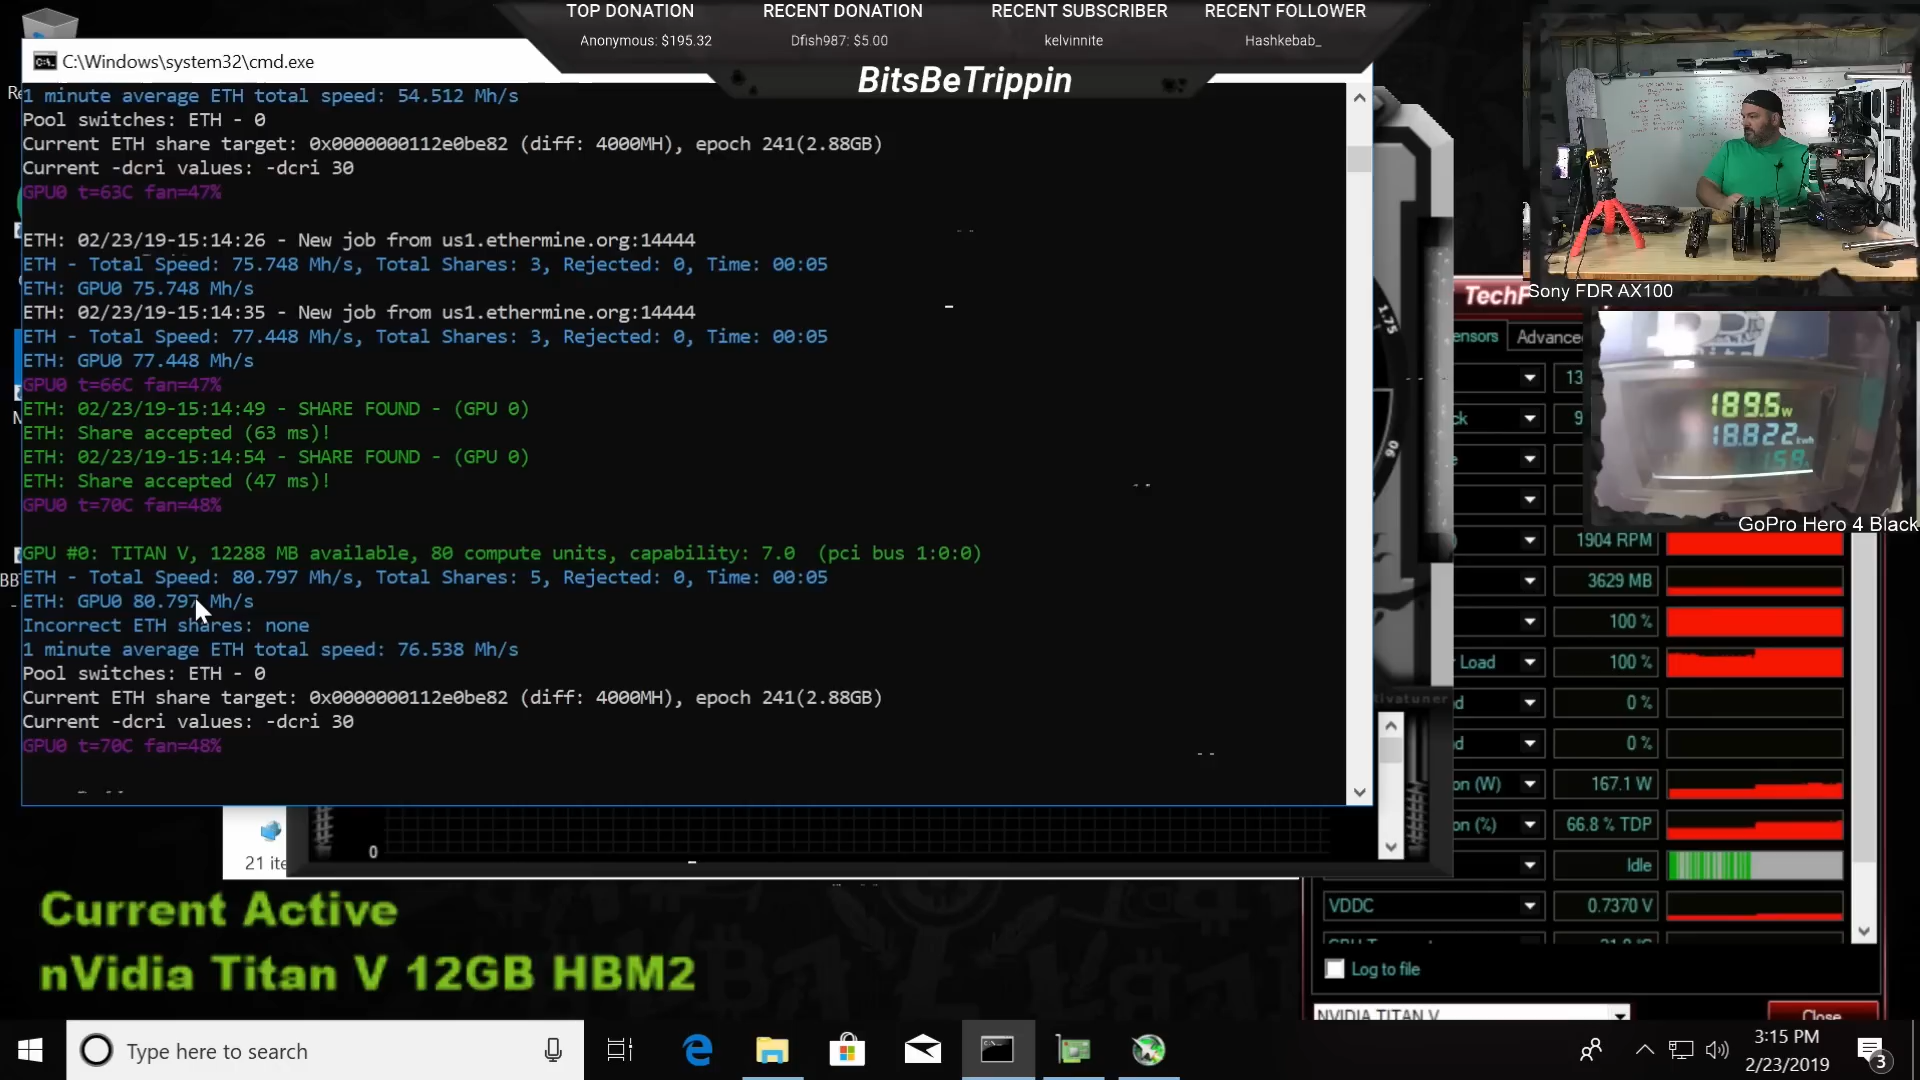 TOP DONATION
RECENT DONATION
RECENT SUBSCRIBER
RECENT FOLLOWER
Anonymous: $195.32
Dfish987: $5.00
kelvinnite
Hashkebab_
BitsBeTrippin
C:\Windows\system32\cmd.exe
1 minute average ETH total speed: 54.512 Mh/s
Pool switches: ETH - 0
Current ETH share target: 0x0000000112e0be82 (diff: 4000MH), epoch 241(2.88GB)
Current -dcri values: -dcri 30
GPU0 t=63C fan=47%
ETH: 02/23/19-15:14:26 - New job from us1.ethermine.org:14444
ETH - Total Speed: 75.748 Mh/s, Total Shares: 3, Rejected: 0, Time: 00:05
ETH: GPU0 75.748 Mh/s
ETH: 02/23/19-15:14:35 - New job from us1.ethermine.org:14444
ETH - Total Speed: 77.448 Mh/s, Total Shares: 3, Rejected: 0, Time: 00:05
ETH: GPU0 77.448 Mh/s
GPU0 t=66C fan=47%
ETH: 02/23/19-15:14:49 - SHARE FOUND - (GPU 0)
ETH: Share accepted (63 ms)!
ETH: 02/23/19-15:14:54 - SHARE FOUND - (GPU 0)
ETH: Share accepted (47 ms)!
GPU0 t=70C fan=48%
GPU #0: TITAN V, 12288 MB available, 80 compute units, capability: 7.0 (pci bus 1:0:0)
ETH - Total Speed: 80.797 Mh/s, Total Shares: 5, Rejected: 0, Time: 00:05
ETH: GPU0 80.797 Mh/s
Incorrect ETH shares: none
1 minute average ETH total speed: 76.538 Mh/s
Pool switches: ETH - 0
Current ETH share target: 0x0000000112e0be82 (diff: 4000MH), epoch 241(2.88GB)
Current -dcri values: -dcri 30
GPU0 t=70C fan=48%
Sony FDR AX100
189.6 W
18.822 kWh
GoPro Hero 4 Black
1.75
90
TechP
ensors
Advance
1904 RPM
3629 MB
100 %
Load 100 %
0 %
0 %
on (W) 167.1 W
on (%) 66.8 % TDP
Idle
VDDC 0.7370 V
Log to file
NVIDIA TITAN V
Close
0
21 ite
Current Active
nVidia Titan V 12GB HBM2
Type here to search
3:15 PM
2/23/2019
3